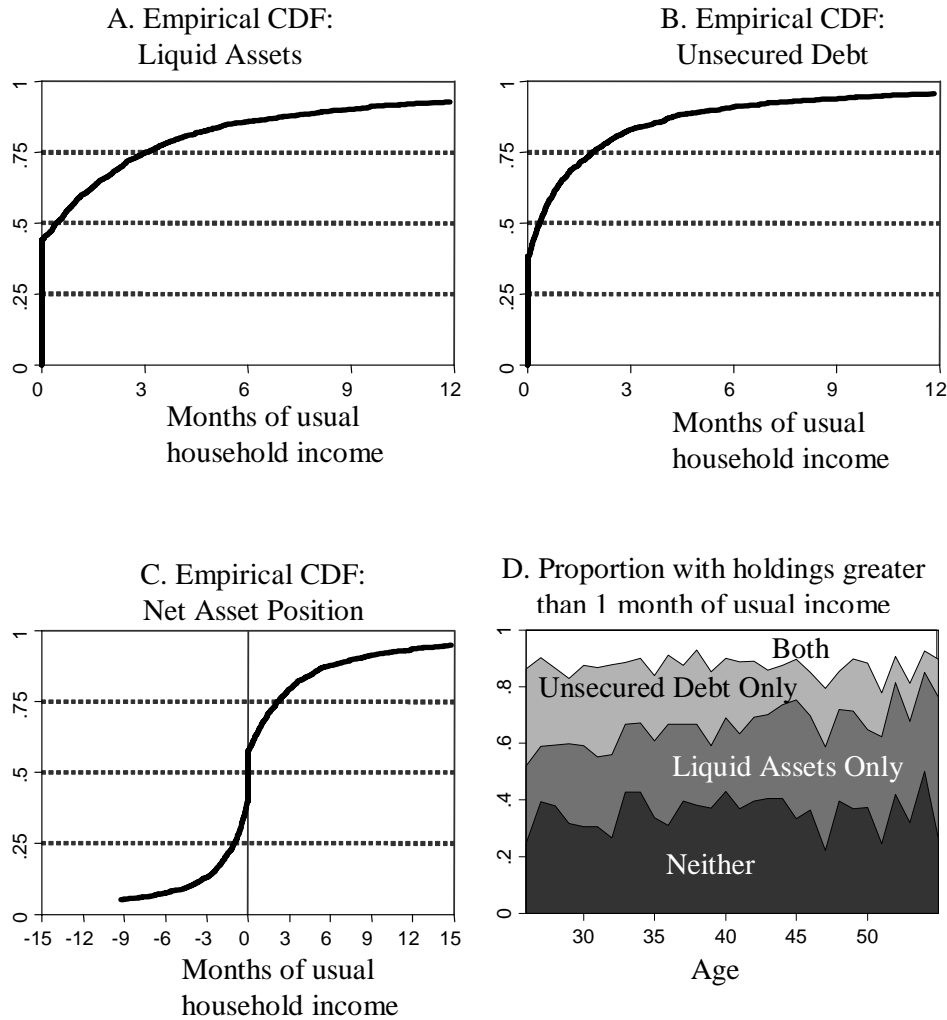 A. Empirical CDF:
Liquid Assets
1
.75
.5
.25
0
0 3 6 9 12
Months of usual
household income
B. Empirical CDF:
Unsecured Debt
1
.75
.5
.25
0
0 3 6 9 12
Months of usual
household income
C. Empirical CDF:
Net Asset Position
1
.75
.5
.25
0
-15 -12 -9 -6 -3 0 3 6 9 12 15
Months of usual
household income
D. Proportion with holdings greater
than 1 month of usual income
1
.8
.6
.4
.2
0
Both
Unsecured Debt Only
Liquid Assets Only
Neither
30 35 40 45 50
Age